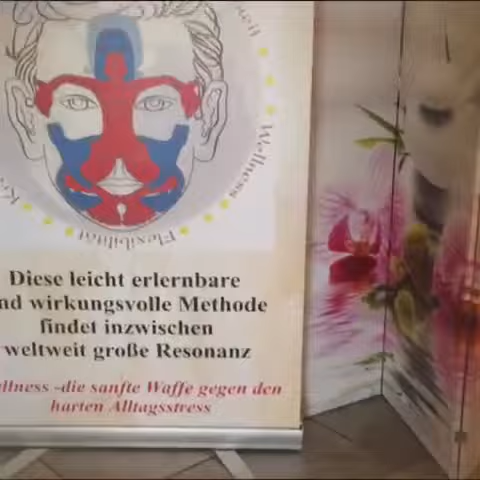 Wellness
Flexibilität
Diese leicht erlernbare
nd wirkungsvolle Methode
findet inzwischen
weltweit große Resonanz
llness -die sanfte Waffe gegen den
harten Alltagsstress